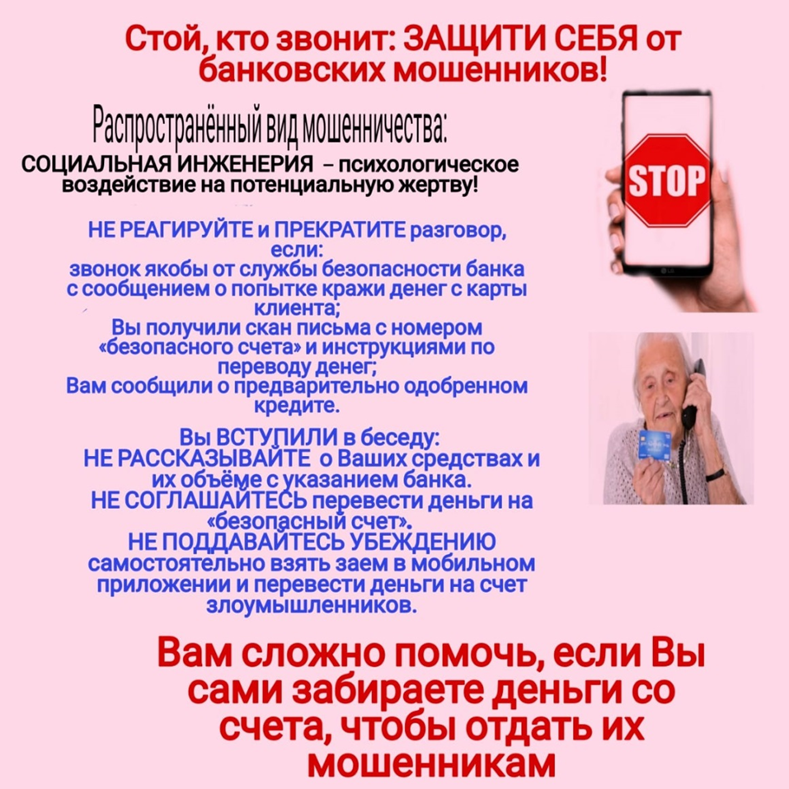 Стой, кто звонит: ЗАЩИТИ СЕБЯ от
банковских мошенников!
Распространённый вид мошенничества:
СОЦИАЛЬНАЯ ИНЖЕНЕРИЯ – психологическое
воздействие на потенциальную жертву!
STOP
НЕ РЕАГИРУЙТЕ и ПРЕКРАТИТЕ разговор,
если:
звонок якобы от службы безопасности банка
с сообщением о попытке кражи денег с карты
клиента;
Вы получили скан письма с номером
«безопасного счета» и инструкциями по
переводу денег;
Вам сообщили о предварительно одобренном
кредите.
Вы ВСТУПИЛИ в беседу:
НЕ РАССКАЗЫВАЙТЕ о Ваших средствах и
их объёме с указанием банка.
НЕ СОГЛАШАЙТЕСЬ перевести деньги на
«безопасный счет».
НЕ ПОДДАВАЙТЕСЬ УБЕЖДЕНИЮ
самостоятельно взять заем в мобильном
приложении и перевести деньги на счет
злоумышленников.
Вам сложно помочь, если Вы
сами забираете деньги со
счета, чтобы отдать их
мошенникам